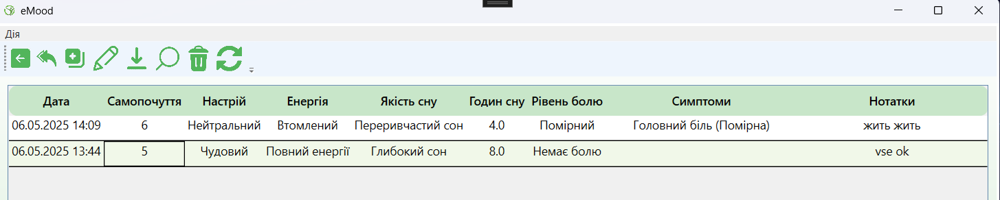 eMood
Дія
Дата Самопочуття Настрій Енергія Якість сну Годин сну Рівень болю Симптоми Нотатки
06.05.2025 14:09 6 Нейтральний Втомлений Переривчастий сон 4.0 Помірний Головний біль (Помірна) жить жить
06.05.2025 13:44 5 Чудовий Повний енергії Глибокий сон 8.0 Немає болю vse ok